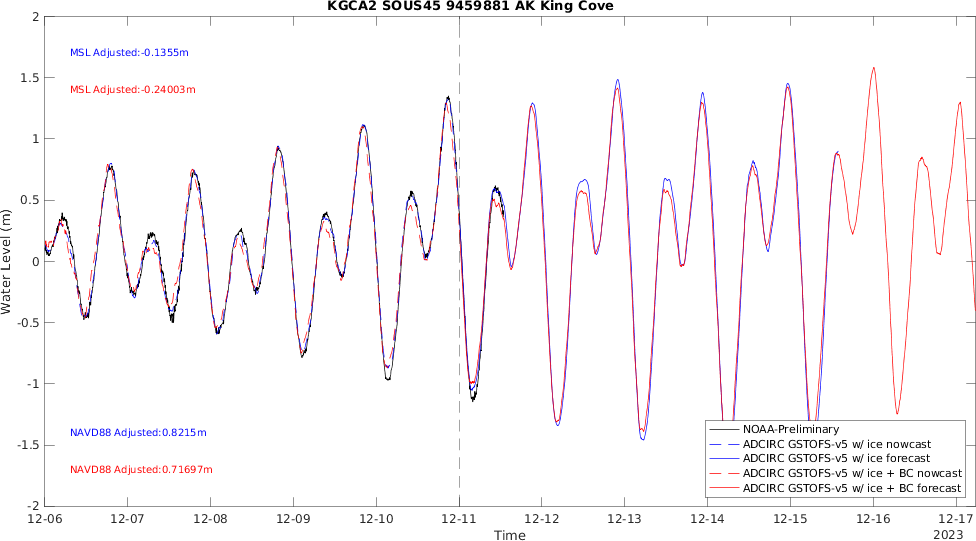 KGCA2 SOUS45 9459881 AK King Cove
Water Level (m)
2
1.5
1
0.5
0
-0.5
-1
-1.5
-2
MSL Adjusted:-0.1355m
MSL Adjusted:-0.24003m
NAVD88 Adjusted:0.8215m
NAVD88 Adjusted:0.71697m
NOAA-Preliminary
ADCIRC GSTOFS-v5 w/ ice nowcast
ADCIRC GSTOFS-v5 w/ ice forecast
ADCIRC GSTOFS-v5 w/ ice + BC nowcast
ADCIRC GSTOFS-v5 w/ ice + BC forecast
12-06 12-07 12-08 12-09 12-10 12-11 12-12 12-13 12-14 12-15 12-16 12-17
2023
Time